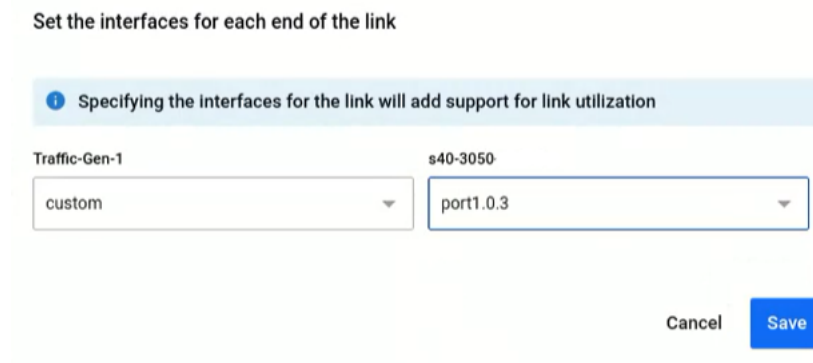 Set the interfaces for each end of the link
Specifying the interfaces for the link will add support for link utilization
Traffic-Gen-1
s40-3050
custom
port1.0.3
Cancel
Save